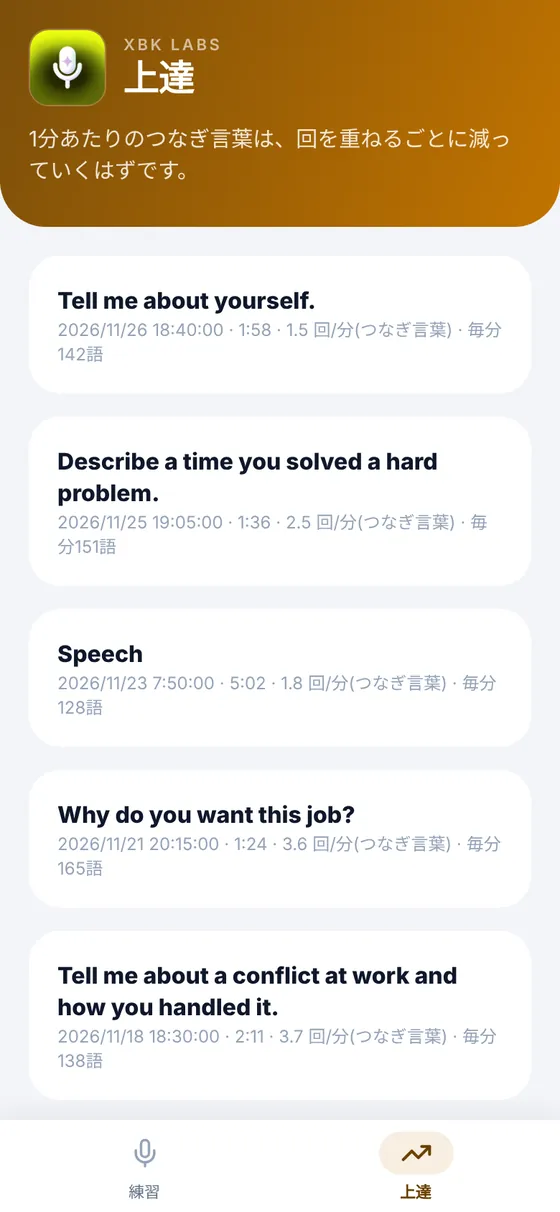 XBK LABS
上達
1分あたりのつなぎ言葉は、回を重ねるごとに減っ
ていくはずです。
Tell me about yourself.
2026/11/26 18:40:00 · 1:58 · 1.5 回/分(つなぎ言葉) · 毎分
142語
Describe a time you solved a hard
problem.
2026/11/25 19:05:00 · 1:36 · 2.5 回/分(つなぎ言葉) · 毎
分151語
Speech
2026/11/23 7:50:00 · 5:02 · 1.8 回/分(つなぎ言葉) · 毎分
128語
Why do you want this job?
2026/11/21 20:15:00 · 1:24 · 3.6 回/分(つなぎ言葉) · 毎分
165語
Tell me about a conflict at work and
how you handled it.
2026/11/18 18:30:00 · 2:11 · 3.7 回/分(つなぎ言葉) · 毎分
138語
練習
上達